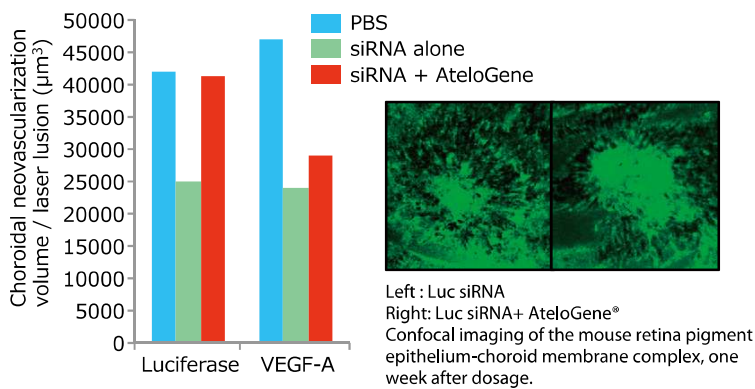 50000
45000
40000
35000
30000
25000
20000
15000
10000
5000
0
Choroidal neovascularization
volume / laser lusion (µm³)
Luciferase
VEGF-A
PBS
siRNA alone
siRNA + AteloGene
Left : Luc siRNA
Right: Luc siRNA+ AteloGene®
Confocal imaging of the mouse retina pigment
epithelium-choroid membrane complex, one
week after dosage.